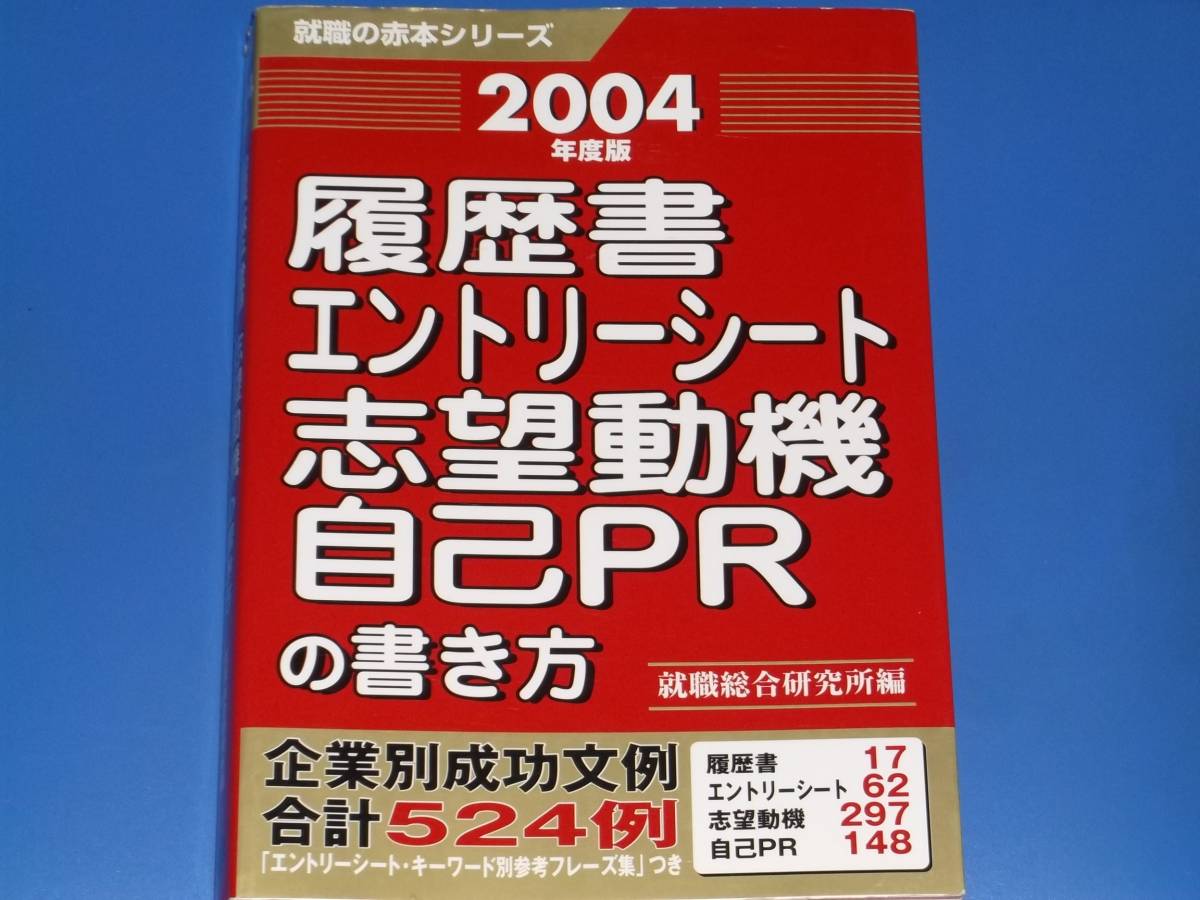 就職の赤本シリーズ
2004
年度版
履歴書
エントリーシート
志望動機
自己PR
の書き方
就職総合研究所編
企業別成功文例
合計524例
「エントリーシート・キーワード別参考フレーズ集」つき
履歴書 17
エントリーシート 62
志望動機 297
自己PR 148